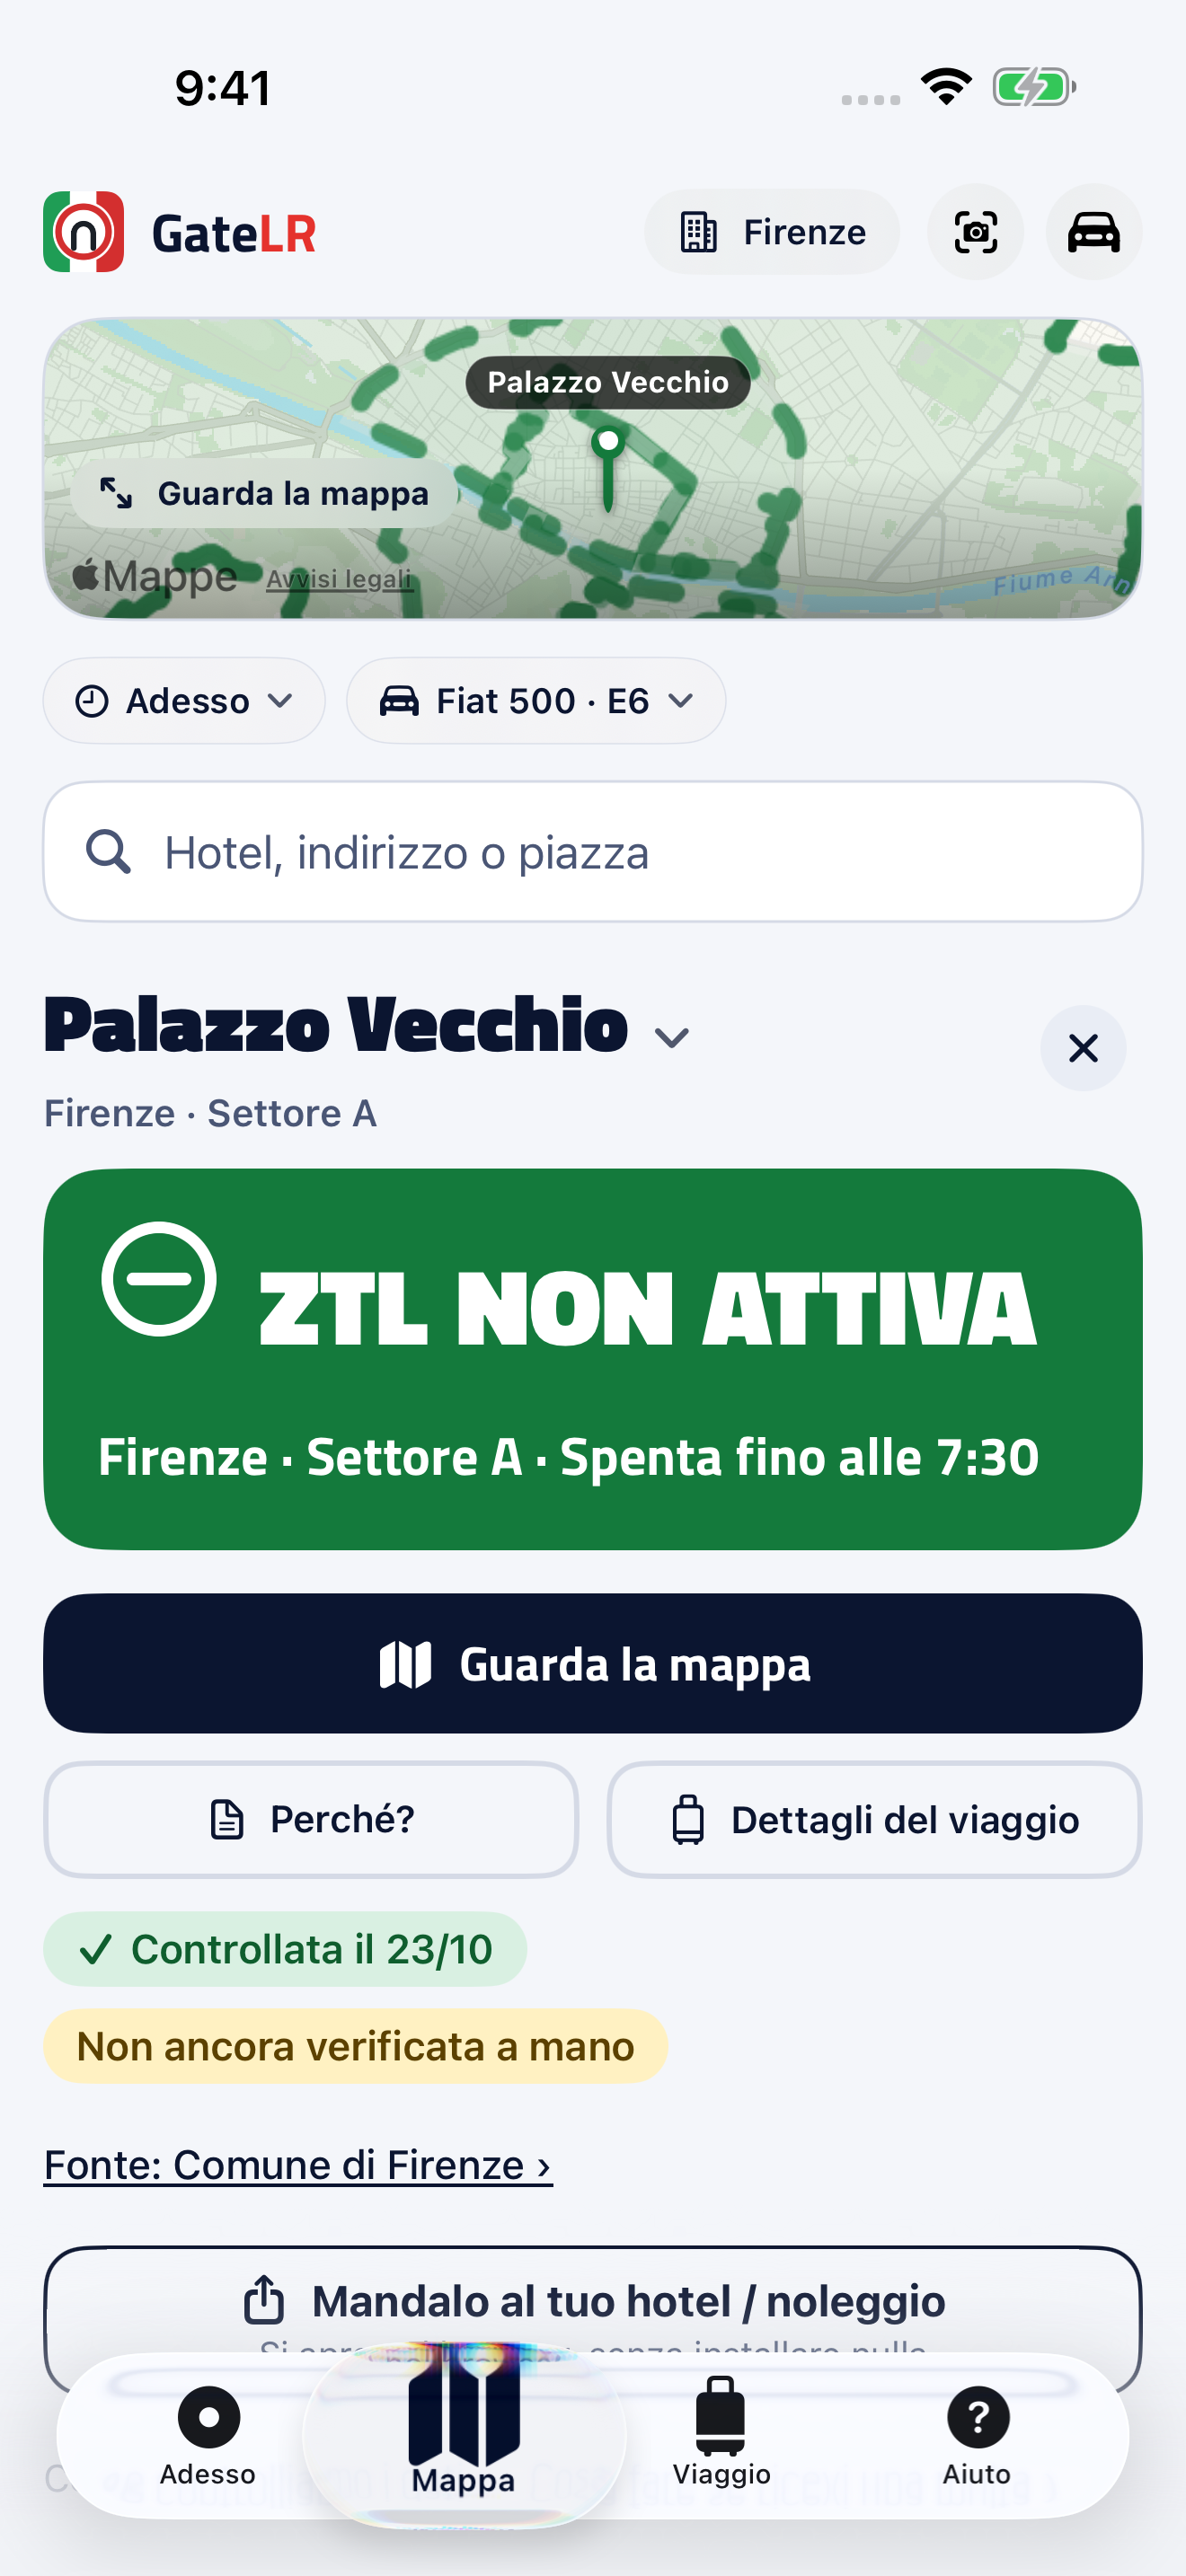 9:41
GateLR
Firenze
Palazzo Vecchio
Guarda la mappa
Mappe
Avvisi legali
Fiume Arn
Adesso
Fiat 500 · E6
Hotel, indirizzo o piazza
Palazzo Vecchio
Firenze · Settore A
ZTL NON ATTIVA
Firenze · Settore A · Spenta fino alle 7:30
Guarda la mappa
Perché?
Dettagli del viaggio
Controllata il 23/10
Non ancora verificata a mano
Fonte: Comune di Firenze ›
Mandalo al tuo hotel / noleggio
Adesso
Mappa
Viaggio
Aiuto